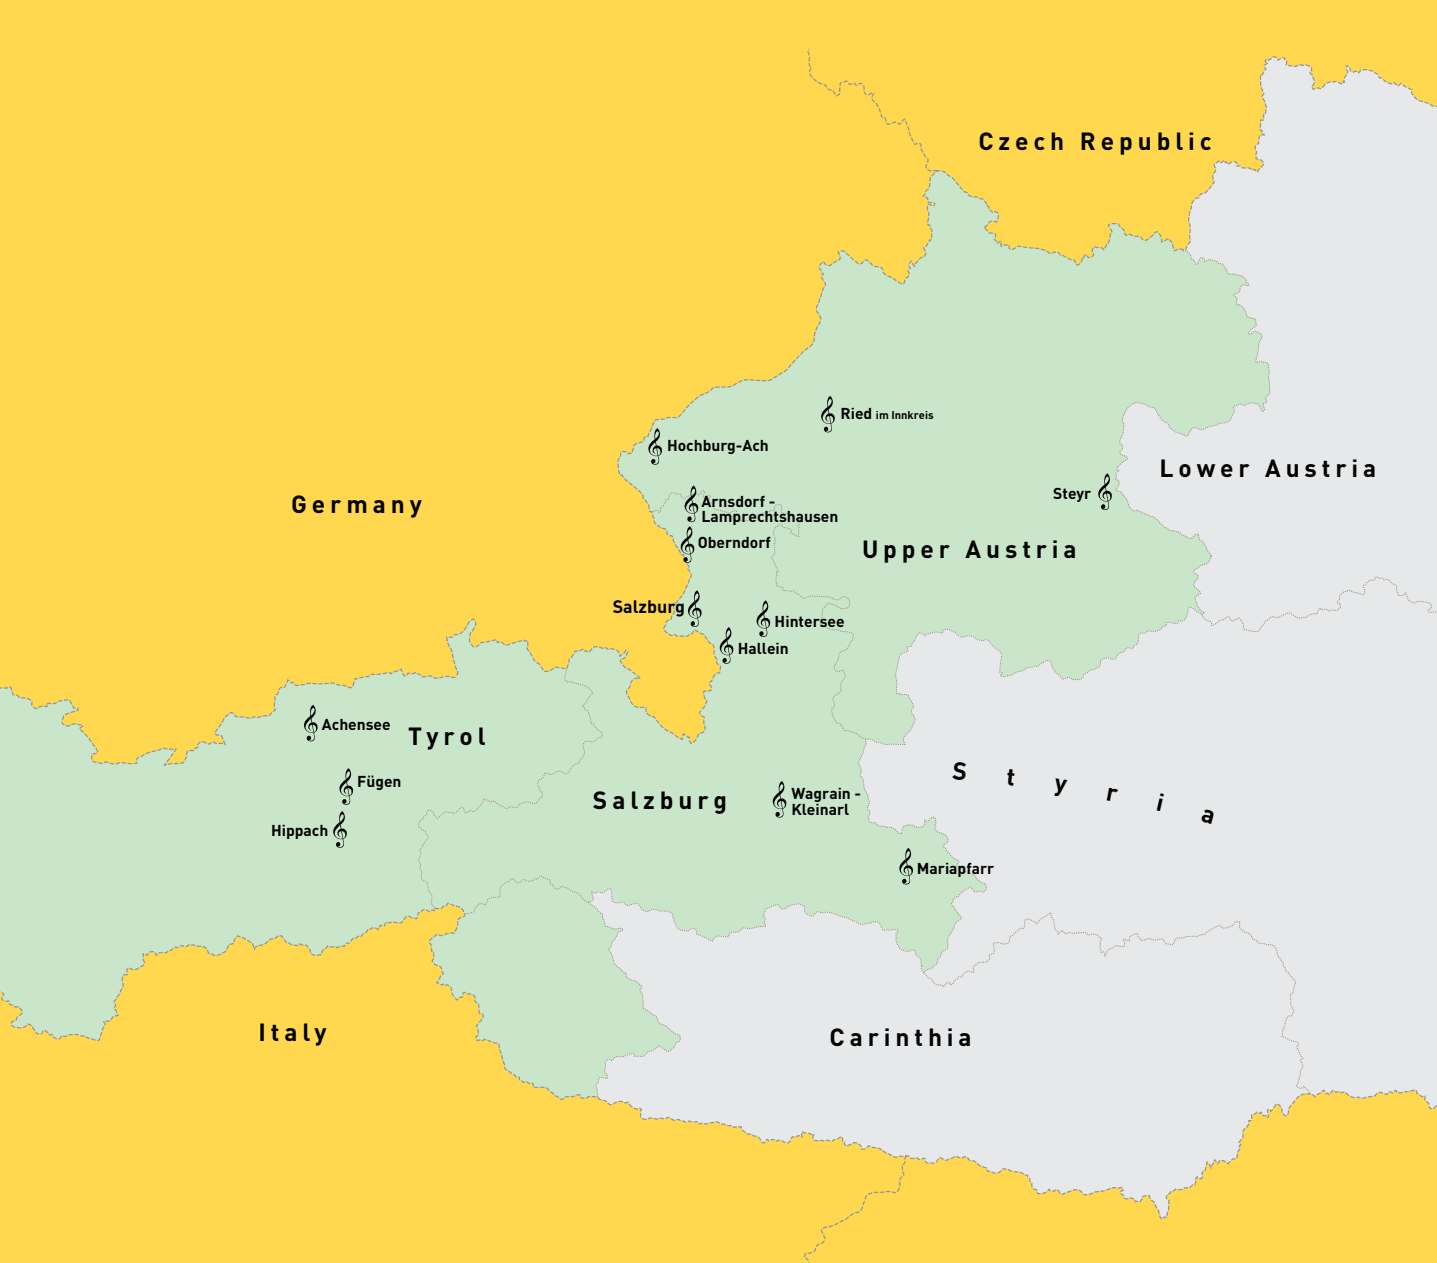 Czech Republic
Ried im Innkreis
Hochburg-Ach
Lower Austria
Germany
Steyr
Arnsdorf -
Lamprechtshausen
Oberndorf
Upper Austria
Salzburg
Hintersee
Hallein
Achensee
Tyrol
Fügen
Hippach
Salzburg
Wagrain -
Kleinarl
Styria
Mariapfarr
Italy
Carinthia